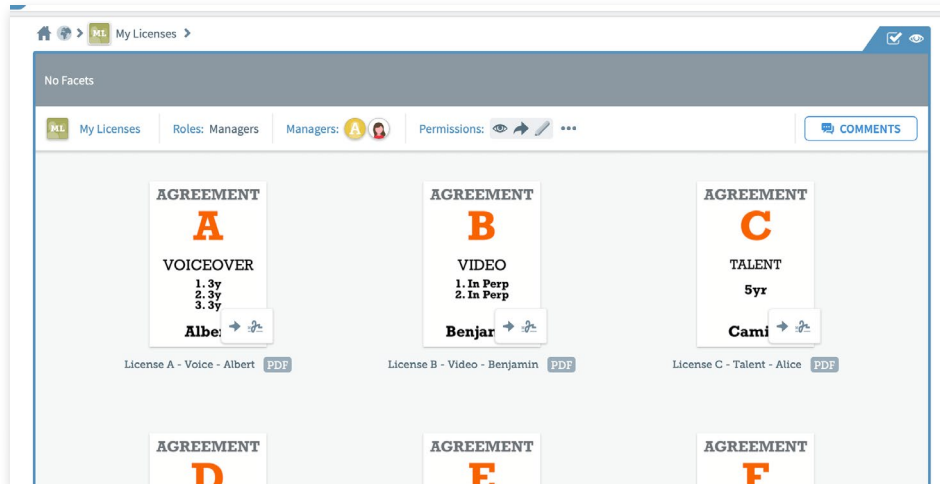 ML My Licenses
No Facets
ML My Licenses Roles: Managers Managers: A Permissions: COMMENTS
AGREEMENT
A
VOICEOVER
1. 3y
2. 3y
3. 3y
License A - Voice - Albert PDF
AGREEMENT
B
VIDEO
1. In Perp
2. In Perp
License B - Video - Benjamin PDF
AGREEMENT
C
TALENT
5yr
License C - Talent - Alice PDF
AGREEMENT
D
AGREEMENT
E
AGREEMENT
F